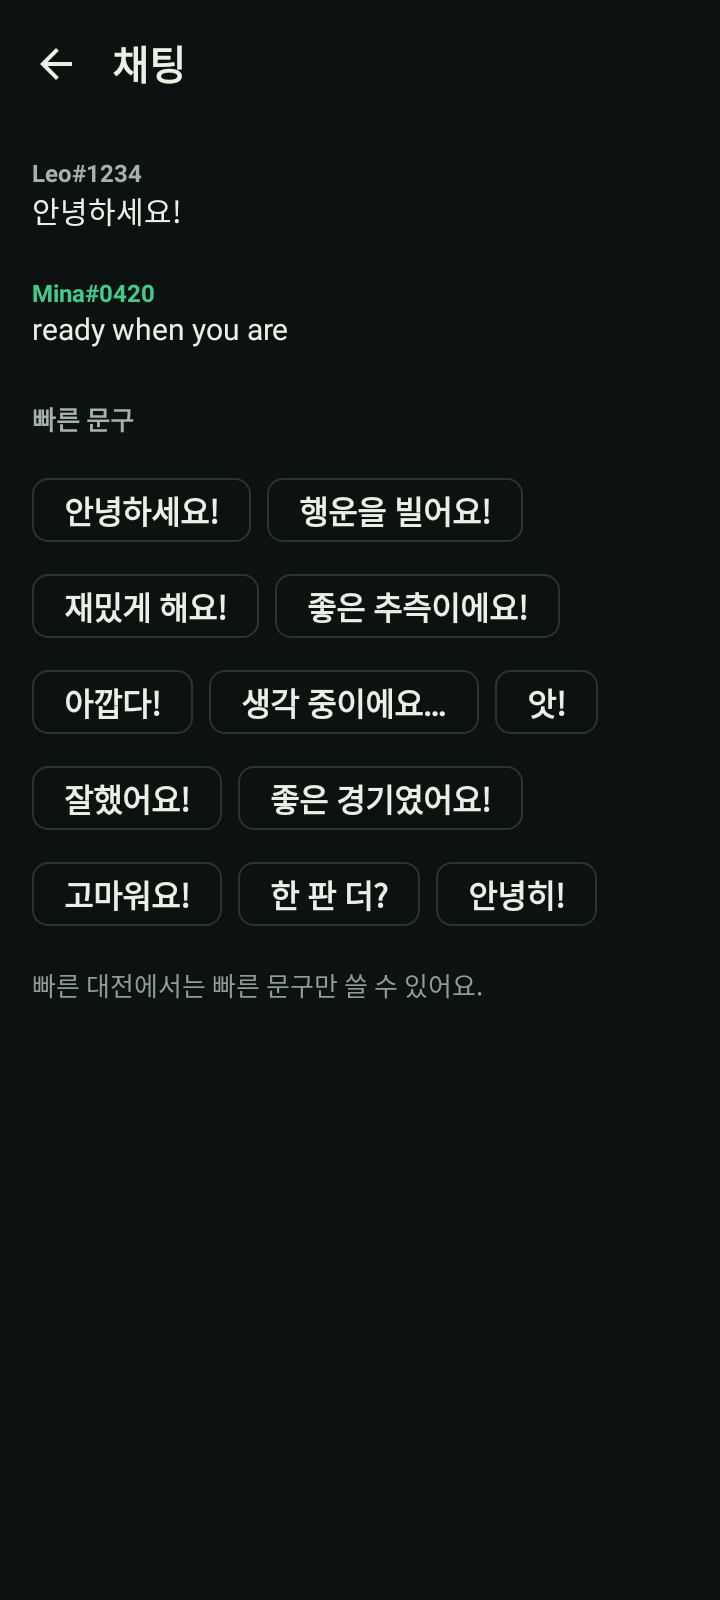 채팅
Leo#1234
안녕하세요!
Mina#0420
ready when you are
빠른 문구
안녕하세요! 행운을 빌어요!
재밌게 해요! 좋은 추측이에요!
아깝다! 생각 중이에요… 앗!
잘했어요! 좋은 경기였어요!
고마워요! 한 판 더? 안녕히!
빠른 대전에서는 빠른 문구만 쓸 수 있어요.